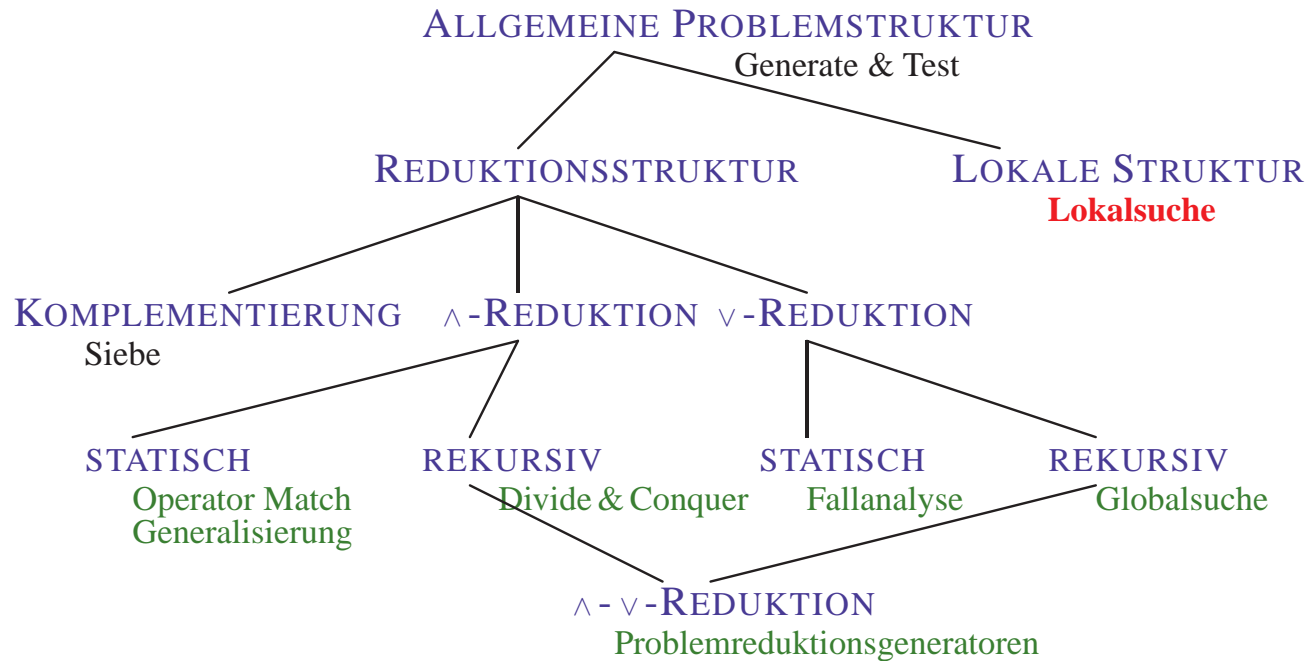 ALLGEMEINE PROBLEMSTRUKTUR
Generate & Test
REDUKTIONSSTRUKTUR
LOKALE STRUKTUR
Lokalsuche
KOMPLEMENTIERUNG
Siebe
∧-REDUKTION
∨-REDUKTION
STATISCH
Operator Match
Generalisierung
REKURSIV
Divide & Conquer
STATISCH
Fallanalyse
REKURSIV
Globalsuche
∧-∨-REDUKTION
Problemreduktionsgeneratoren